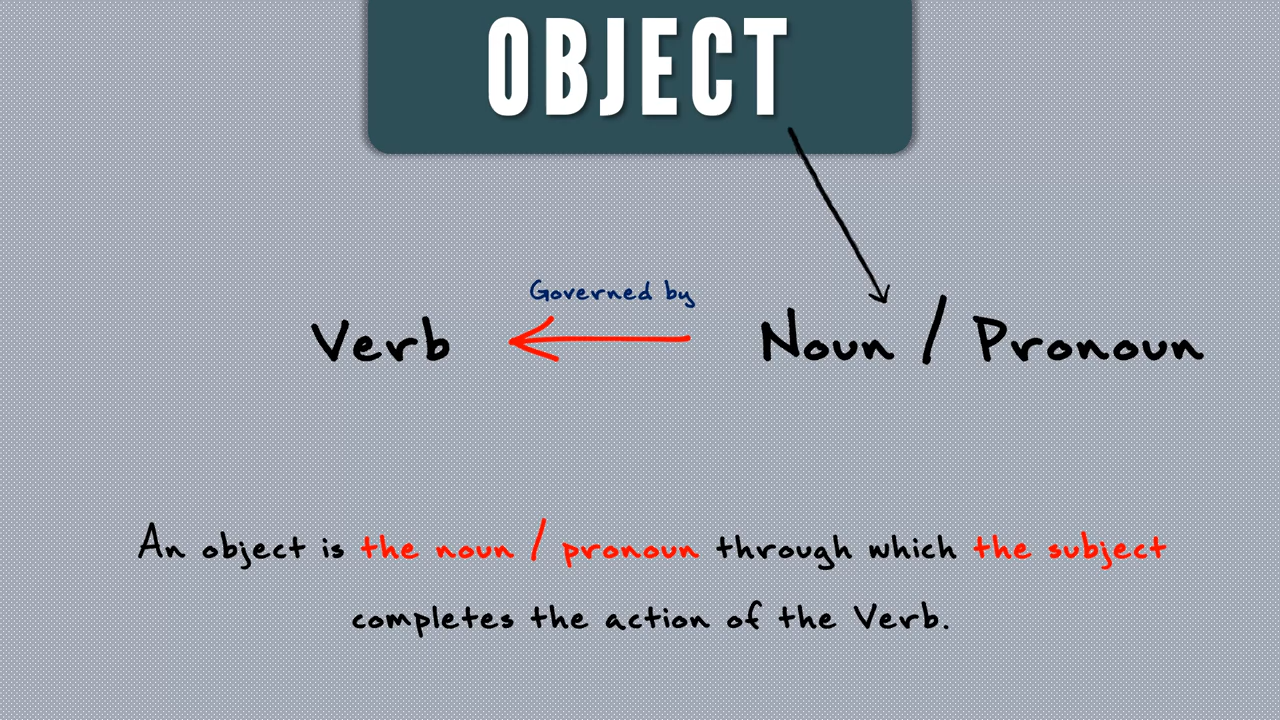 OBJECT
Governed by
Verb
Noun / Pronoun
An object is the noun / pronoun through which the subject
completes the action of the Verb.